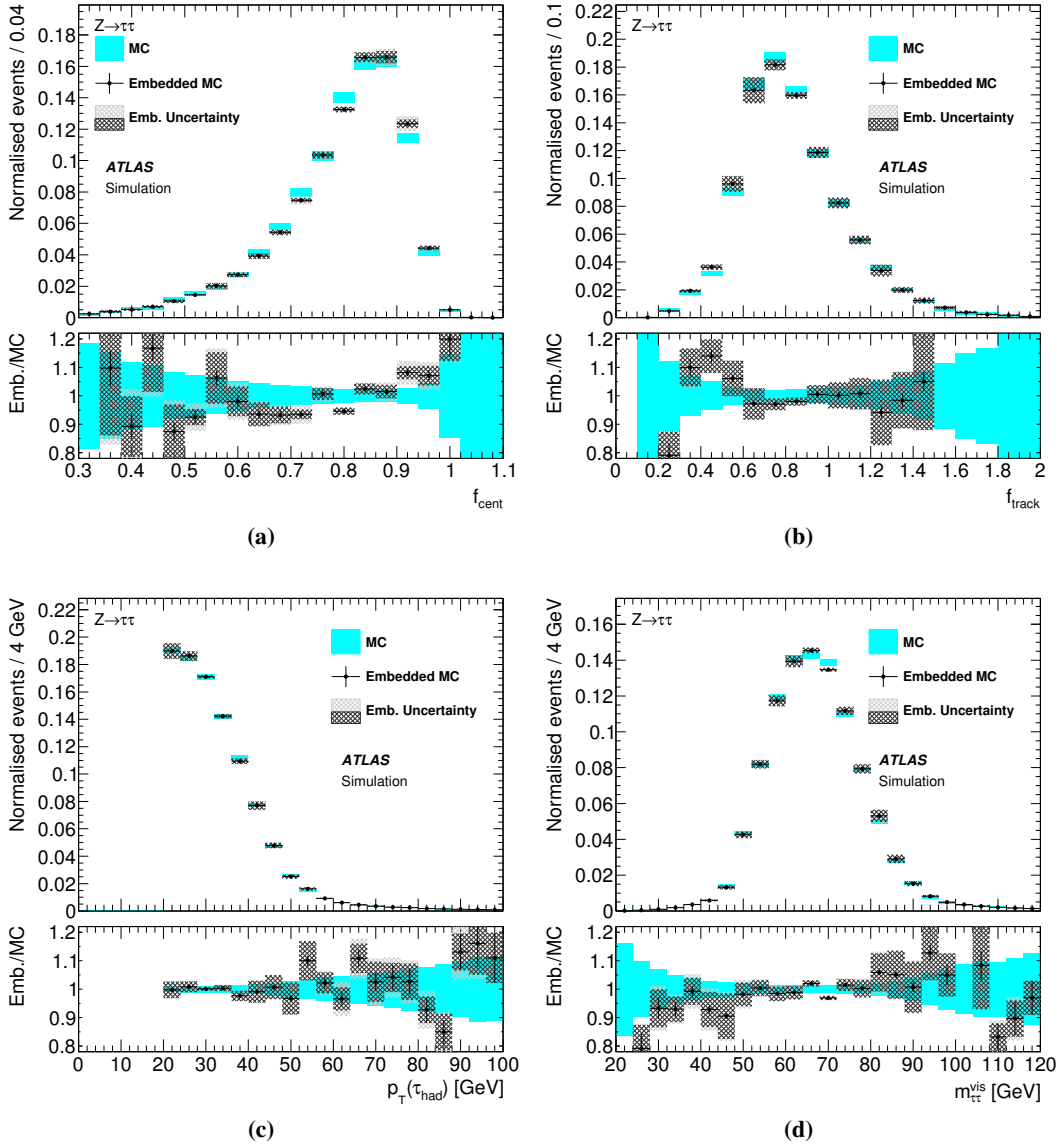 Normalised events / 0.04
Z→ττ
MC
Embedded MC
Emb. Uncertainty
ATLAS
Simulation
0.18
0.16
0.14
0.12
0.1
0.08
0.06
0.04
0.02
0
Emb./MC
1.2
1.1
1
0.9
0.8
0.3 0.4 0.5 0.6 0.7 0.8 0.9 1 1.1
f_cent
(a)
Normalised events / 0.1
Z→ττ
MC
Embedded MC
Emb. Uncertainty
ATLAS
Simulation
0.22
0.2
0.18
0.16
0.14
0.12
0.1
0.08
0.06
0.04
0.02
0
Emb./MC
1.2
1.1
1
0.9
0.8
0 0.2 0.4 0.6 0.8 1 1.2 1.4 1.6 1.8 2
f_track
(b)
Normalised events / 4 GeV
Z→ττ
MC
Embedded MC
Emb. Uncertainty
ATLAS
Simulation
0.22
0.2
0.18
0.16
0.14
0.12
0.1
0.08
0.06
0.04
0.02
0
Emb./MC
1.2
1.1
1
0.9
0.8
0 10 20 30 40 50 60 70 80 90 100
p_T(τ_had) [GeV]
(c)
Normalised events / 4 GeV
Z→ττ
MC
Embedded MC
Emb. Uncertainty
ATLAS
Simulation
0.16
0.14
0.12
0.1
0.08
0.06
0.04
0.02
0
Emb./MC
1.2
1.1
1
0.9
0.8
20 30 40 50 60 70 80 90 100 110 120
m_ττ^vis [GeV]
(d)